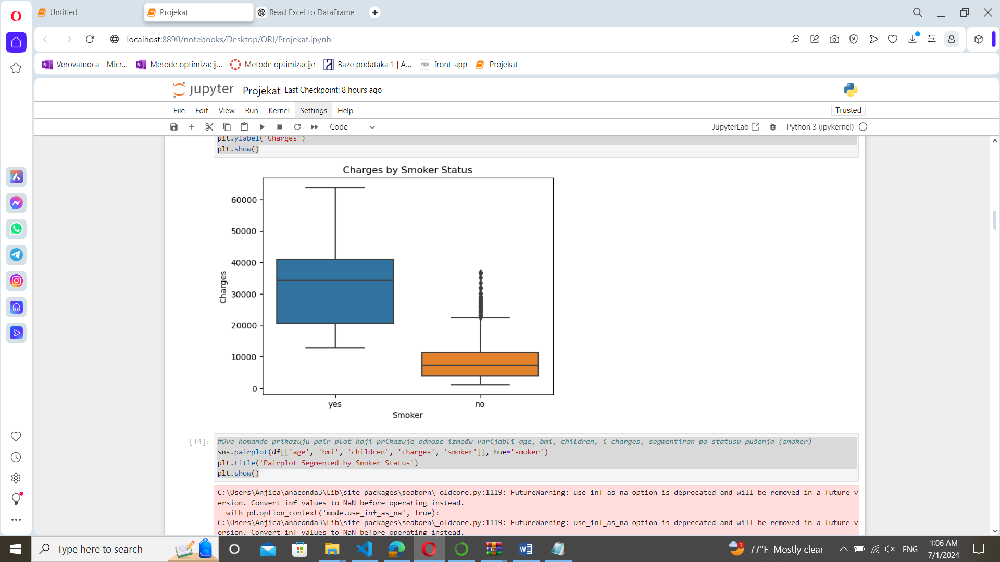 Untitled
Projekat
Read Excel to DataFrame
localhost:8890/notebooks/Desktop/ORI/Projekat.ipynb
Verovatnoca - Micr...
Metode optimizacij...
Metode optimizacije
Baze podataka 1 | A...
front-app
Projekat
jupyter Projekat Last Checkpoint: 8 hours ago
File Edit View Run Kernel Settings Help
Trusted
Code
JupyterLab
Python 3 (ipykernel)
plt.ylabel('Charges')
plt.show()
Charges by Smoker Status
60000
50000
40000
30000
20000
10000
0
Charges
yes
no
Smoker
[14]:
#Ove komande prikazuju pair plot koji prikazuje odnose između varijabli age, bmi, children, i charges, segmentiran po statusu pušenja (smoker)
sns.pairplot(df[['age', 'bmi', 'children', 'charges', 'smoker']], hue='smoker')
plt.title('Pairplot Segmented by Smoker Status')
plt.show()
C:\Users\Anjica\anaconda3\Lib\site-packages\seaborn\_oldcore.py:1119: FutureWarning: use_inf_as_na option is deprecated and will be removed in a future v
ersion. Convert inf values to NaN before operating instead.
with pd.option_context('mode.use_inf_as_na', True):
C:\Users\Anjica\anaconda3\Lib\site-packages\seaborn\_oldcore.py:1119: FutureWarning: use_inf_as_na option is deprecated and will be removed in a future v
ersion. Convert inf values to NaN before operating instead.
Type here to search
1
77°F Mostly clear
ENG
1:06 AM
7/1/2024